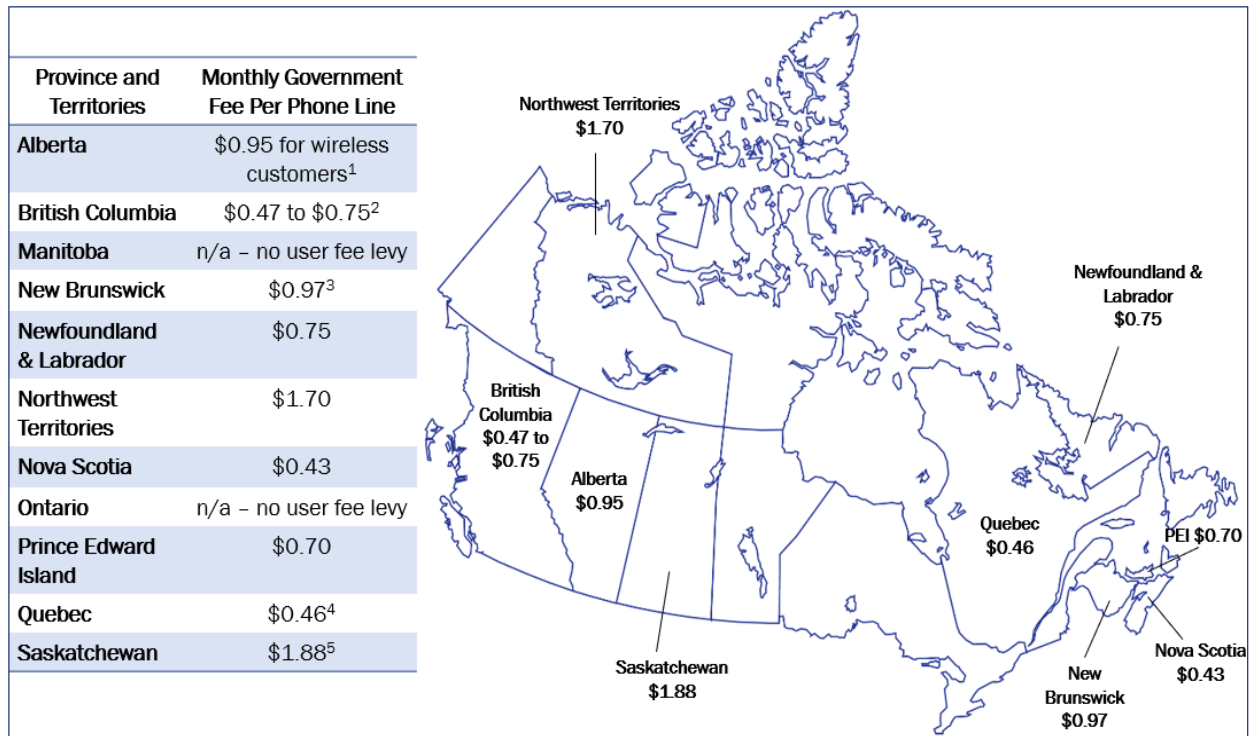 Province and
Territories
Monthly Government
Fee Per Phone Line
Alberta
$0.95 for wireless
customers¹
British Columbia
$0.47 to $0.75²
Manitoba
n/a – no user fee levy
New Brunswick
$0.97³
Newfoundland
& Labrador
$0.75
Northwest
Territories
$1.70
Nova Scotia
$0.43
Ontario
n/a – no user fee levy
Prince Edward
Island
$0.70
Quebec
$0.46⁴
Saskatchewan
$1.88⁵
Northwest Territories
$1.70
Newfoundland &
Labrador
$0.75
British
Columbia
$0.47 to
$0.75
Alberta
$0.95
Quebec
$0.46
PEI $0.70
Saskatchewan
$1.88
Nova Scotia
$0.43
New
Brunswick
$0.97